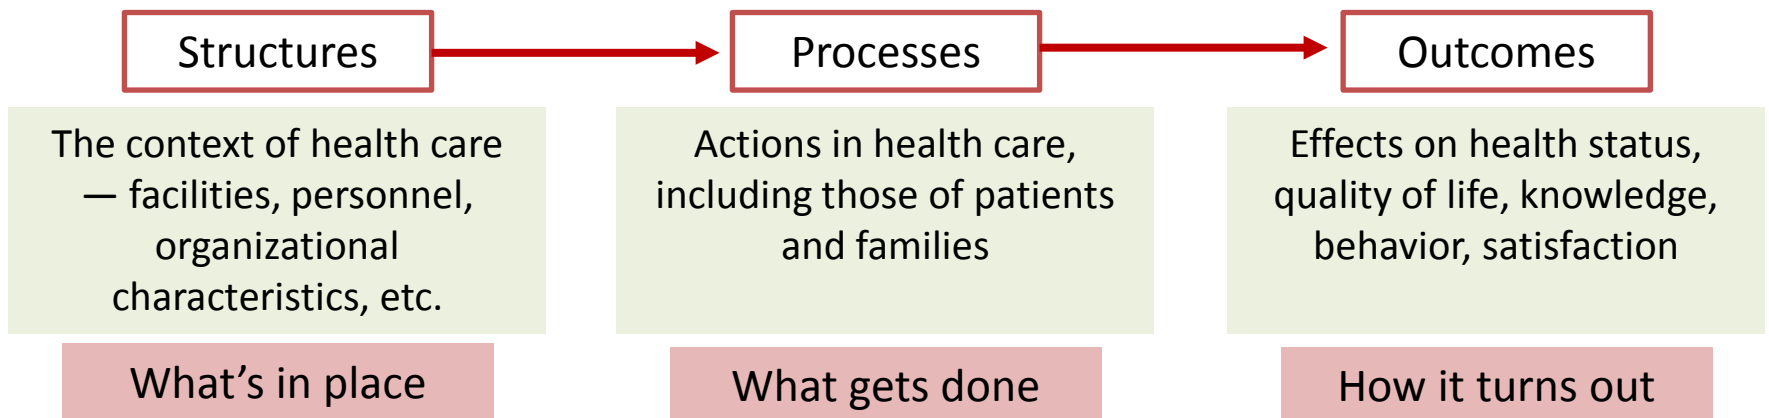 Structures
Processes
Outcomes
The context of health care
— facilities, personnel,
organizational
characteristics, etc.
Actions in health care,
including those of patients
and families
Effects on health status,
quality of life, knowledge,
behavior, satisfaction
What’s in place
What gets done
How it turns out